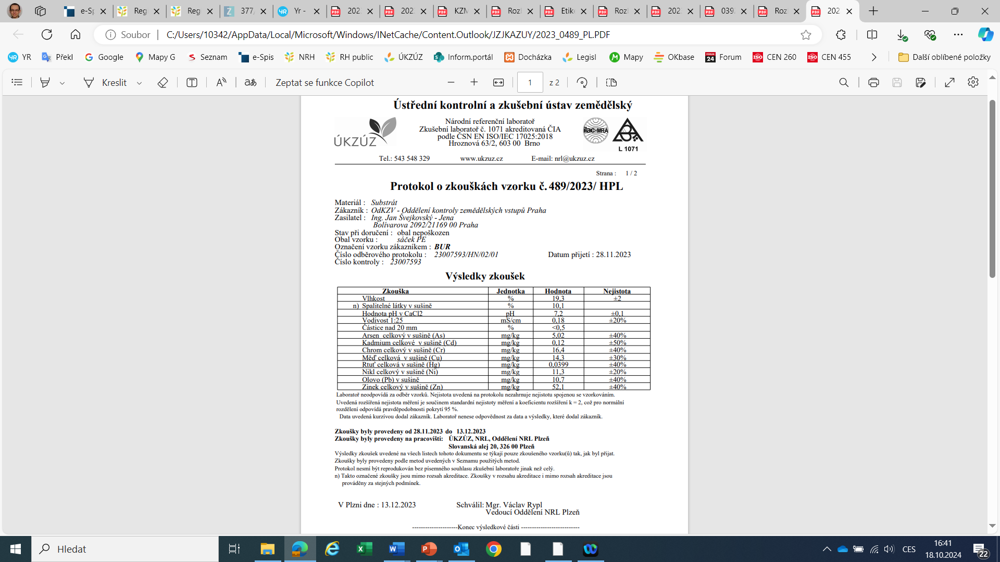 e-Sp
Reg
Reg
377/
Yr -
202
202
KZM
Roz
Etik
Roz
202
039
Roz
202
Soubor
C:/Users/10342/AppData/Local/Microsoft/Windows/INetCache/Content.Outlook/JZJKAZUY/2023_0489_PL.PDF
YR Překl Google Mapy G Seznam e-Spis NRH RH public ÚKZÚZ Inform.portál Docházka Legisl Mapy OKbase Forum CEN 260 CEN 455 Další oblíbené položky
Kreslit Zeptat se funkce Copilot 1 z 2
Ústřední kontrolní a zkušební ústav zemědělský
Národní referenční laboratoř
Zkušební laboratoř č. 1071 akreditovaná ČIA
podle ČSN EN ISO/IEC 17025:2018
Hroznová 63/2, 603 00 Brno
ÚKZÚZ
ilac-MRA
L 1071
Tel.: 543 548 329 www.ukzuz.cz E-mail: nrl@ukzuz.cz
Strana : 1 / 2
Protokol o zkouškách vzorku č. 489/2023/ HPL
Materiál : Substrát
Zákazník : OdKZV - Oddělení kontroly zemědělských vstupů Praha
Zasilatel : Ing. Jan Švejkovský - Jena
Bolívarova 2092/21169 00 Praha
Stav při doručení : obal nepoškozen
Obal vzorku : sáček PE
Označení vzorku zákazníkem : BUR
Číslo odběrového protokolu : 23007593/HN/02/01 Datum přijetí : 28.11.2023
Číslo kontroly : 23007593
Výsledky zkoušek
Zkouška Jednotka Hodnota Nejistota
Vlhkost % 19,3 ±2
n) Spalitelné látky v sušině % 10,1
Hodnota pH v CaCl2 pH 7,2 ±0,1
Vodivost 1:25 mS/cm 0,18 ±20%
Částice nad 20 mm % <0,5
Arsen celkový v sušině (As) mg/kg 5,02 ±40%
Kadmium celkové v sušině (Cd) mg/kg 0,12 ±50%
Chrom celkový v sušině (Cr) mg/kg 16,4 ±40%
Měď celková v sušině (Cu) mg/kg 14,3 ±30%
Rtuť celková v sušině (Hg) mg/kg 0,0399 ±40%
Nikl celkový v sušině (Ni) mg/kg 11,3 ±20%
Olovo (Pb) v sušině mg/kg 10,7 ±40%
Zinek celkový v sušině (Zn) mg/kg 52,1 ±40%
Laboratoř neodpovídá za odběr vzorků. Nejistota uvedená na protokolu nezahrnuje nejistotu spojenou se vzorkováním.
Uvedená rozšířená nejistota měření je součinem standardní nejistoty měření a koeficientu rozšíření k = 2, což pro normální
rozdělení odpovídá pravděpodobnosti pokrytí 95 %.
Data uvedená kurzívou dodal zákazník. Laboratoř nenese odpovědnost za data a výsledky, které dodal zákazník.
Zkoušky byly provedeny od 28.11.2023 do 13.12.2023
Zkoušky byly provedeny na pracovišti: ÚKZÚZ, NRL, Oddělení NRL Plzeň
Slovanská alej 20, 326 00 Plzeň
Výsledky zkoušek uvedené na všech listech tohoto dokumentu se týkají pouze zkoušeného vzorku(ů) tak, jak byl přijat.
Zkoušky byly provedeny podle metod uvedených v Seznamu použitých metod.
Protokol nesmí být reprodukován bez písemného souhlasu zkušební laboratoře jinak než celý.
n) Takto označené zkoušky jsou mimo rozsah akreditace. Zkoušky v rozsahu akreditace i mimo rozsah akreditace jsou
prováděny za stejných podmínek.
V Plzni dne : 13.12.2023 Schválil: Mgr. Václav Rypl
Vedoucí Oddělení NRL Plzeň
---------------------Konec výsledkové části ---------------------------
Hledat
CES
16:41
18.10.2024
22